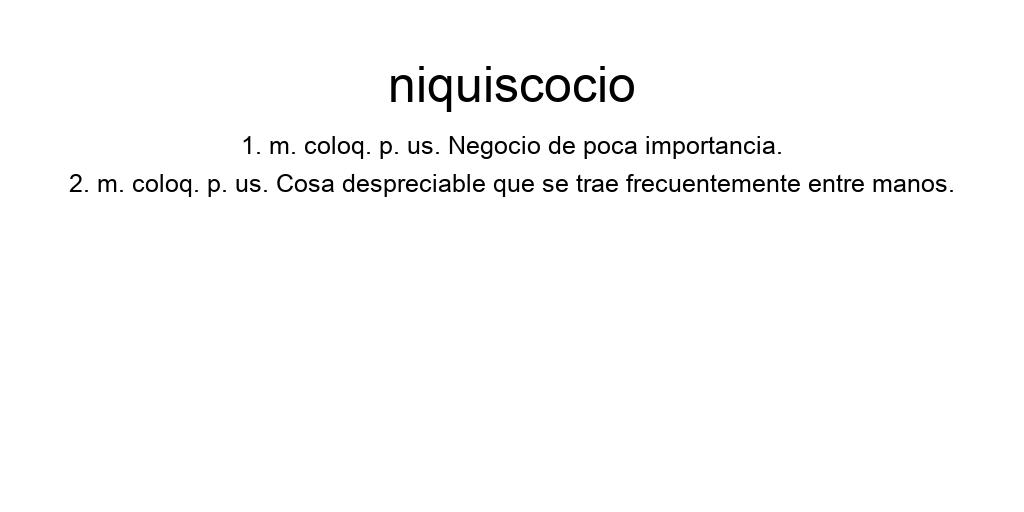 niquiscocio
1. m. coloq. p. us. Negocio de poca importancia.
2. m. coloq. p. us. Cosa despreciable que se trae frecuentemente entre manos.